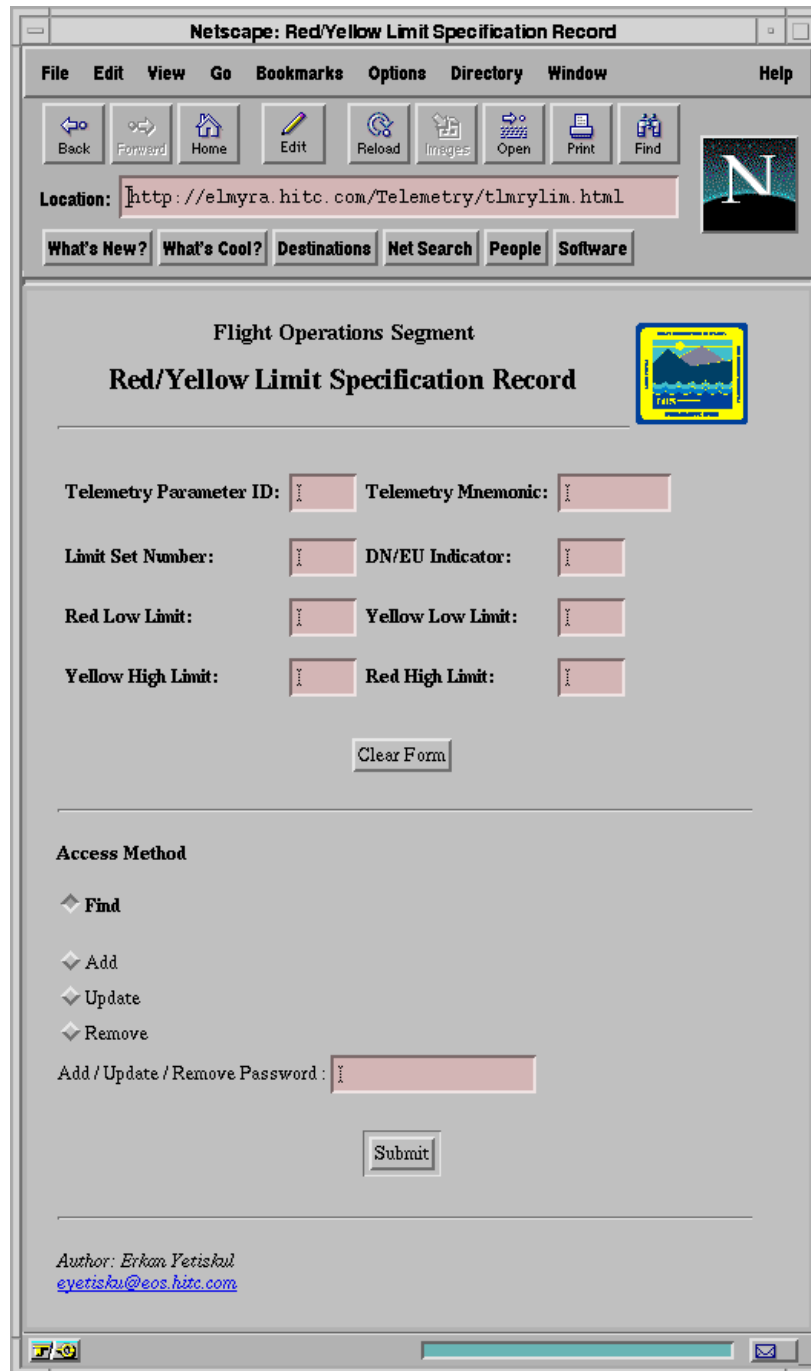 Netscape: Red/Yellow Limit Specification Record
File Edit View Go Bookmarks Options Directory Window Help
Back Forward Home Edit Reload Images Open Print Find
Location: http://elmyra.hitc.com/Telemetry/tlmrylim.html
N
What's New? What's Cool? Destinations Net Search People Software
Flight Operations Segment
Red/Yellow Limit Specification Record
Telemetry Parameter ID: Telemetry Mnemonic:
Limit Set Number: DN/EU Indicator:
Red Low Limit: Yellow Low Limit:
Yellow High Limit: Red High Limit:
Clear Form
Access Method
Find
Add
Update
Remove
Add / Update / Remove Password :
Submit
Author: Erkan Yetiskul
eyetisku@eos.hitc.com